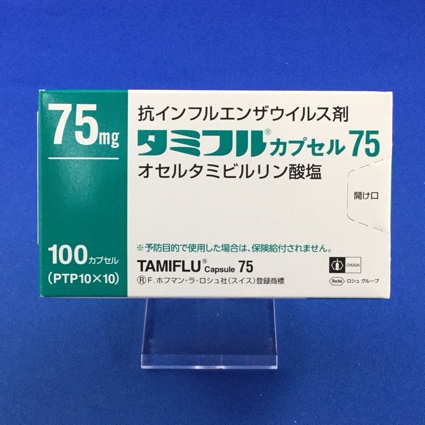 75mg
抗インフルエンザウイルス剤
タミフル®カプセル75
オセルタミビルリン酸塩
開け口
※予防目的で使用した場合は、保険給付されません。
100カプセル
(PTP10×10)
TAMIFLU® Capsule 75
®F.ホフマン・ラ・ロシュ社(スイス)登録商標
CHUGAI
Roche ロシュ グループ